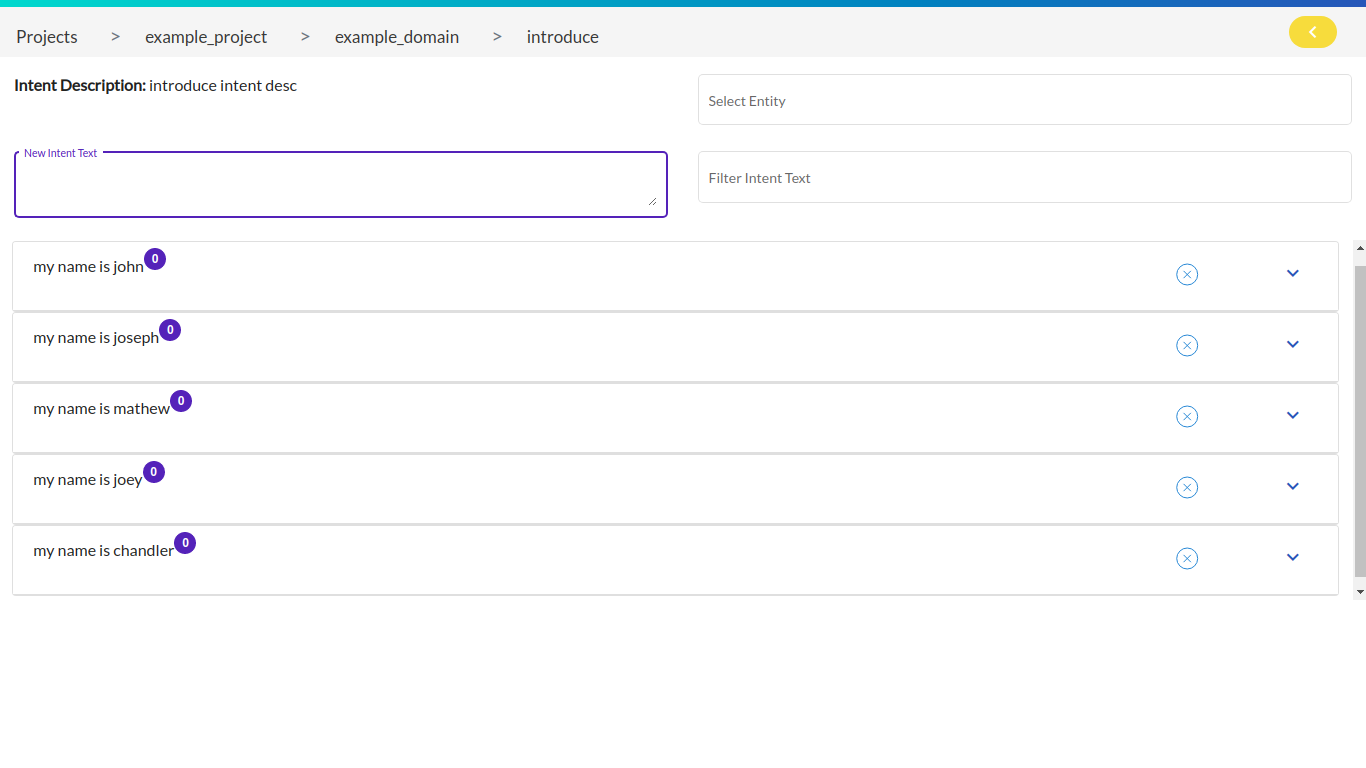 Projects > example_project > example_domain > introduce
Intent Description: introduce intent desc
Select Entity
New Intent Text
Filter Intent Text
my name is john 0
my name is joseph 0
my name is mathew 0
my name is joey 0
my name is chandler 0